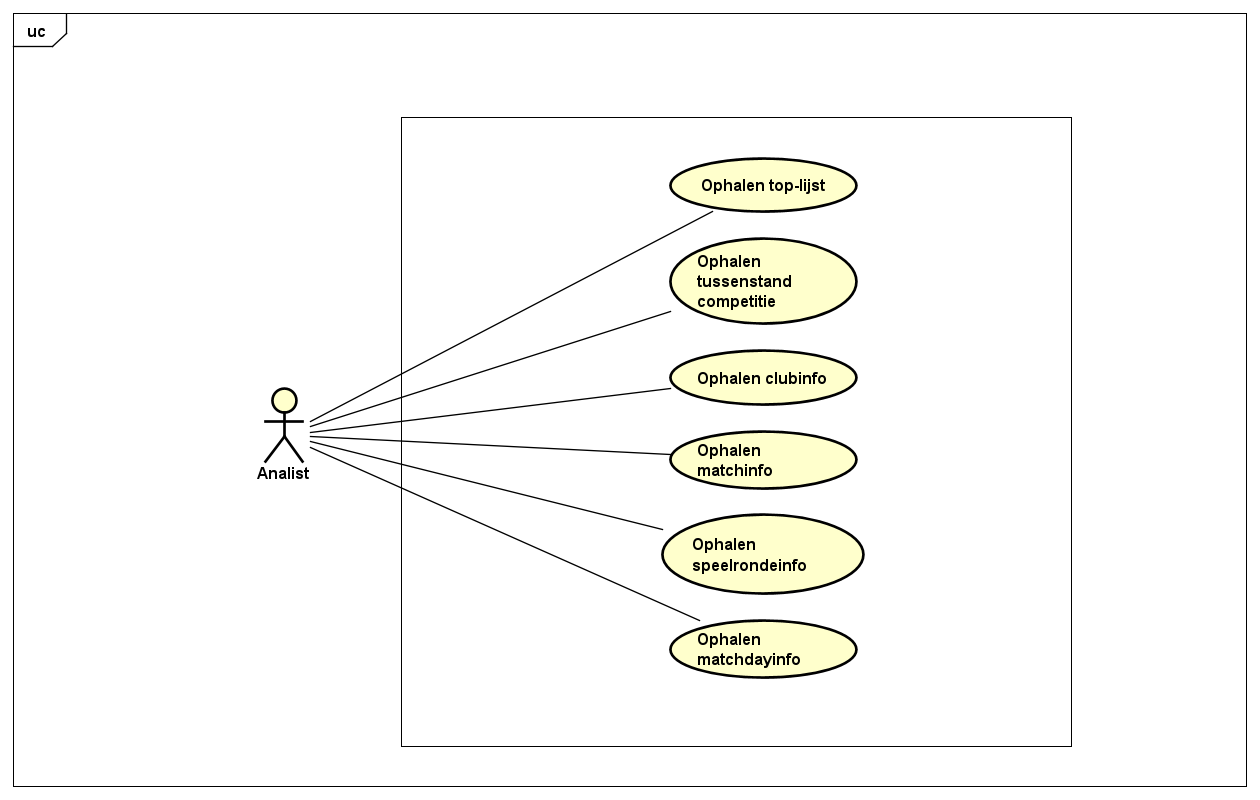 uc
Ophalen top-lijst
Ophalen
tussenstand
competitie
Ophalen clubinfo
Analist
Ophalen
matchinfo
Ophalen
speelrondeinfo
Ophalen
matchdayinfo